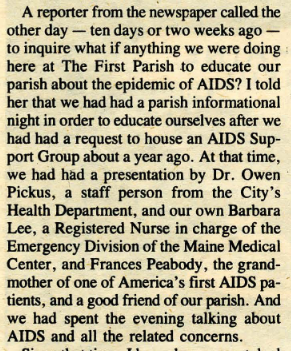 A reporter from the newspaper called the
other day — ten days or two weeks ago —
to inquire what if anything we were doing
here at The First Parish to educate our
parish about the epidemic of AIDS? I told
her that we had had a parish informational
night in order to educate ourselves after we
had had a request to house an AIDS Sup-
port Group about a year ago. At that time,
we had had a presentation by Dr. Owen
Pickus, a staff person from the City's
Health Department, and our own Barbara
Lee, a Registered Nurse in charge of the
Emergency Division of the Maine Medical
Center, and Frances Peabody, the grand-
mother of one of America's first AIDS pa-
tients, and a good friend of our parish. And
we had spent the evening talking about
AIDS and all the related concerns.